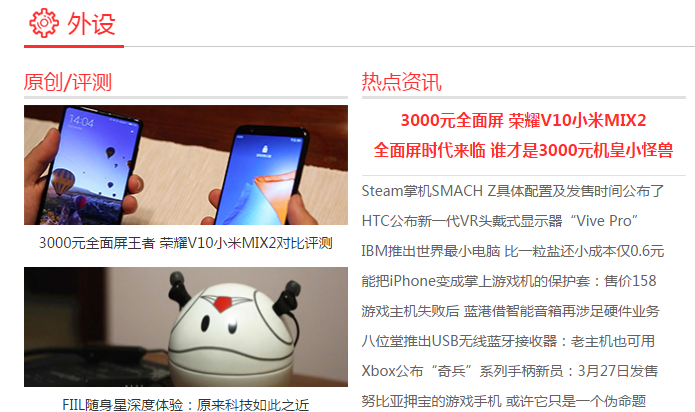 外设
原创/评测
14:04
3000元全面屏王者 荣耀V10小米MIX2对比评测
FIIL随身星深度体验：原来科技如此之近
热点资讯
3000元全面屏 荣耀V10小米MIX2
全面屏时代来临 谁才是3000元机皇小怪兽
Steam掌机SMACH Z具体配置及发售时间公布了
HTC公布新一代VR头戴式显示器“Vive Pro”
IBM推出世界最小电脑 比一粒盐还小成本仅0.6元
能把iPhone变成掌上游戏机的保护套：售价158
游戏主机失败后 蓝港借智能音箱再涉足硬件业务
八位堂推出USB无线蓝牙接收器：老主机也可用
Xbox公布“奇兵”系列手柄新员：3月27日发售
努比亚押宝的游戏手机 或许它只是一个伪命题